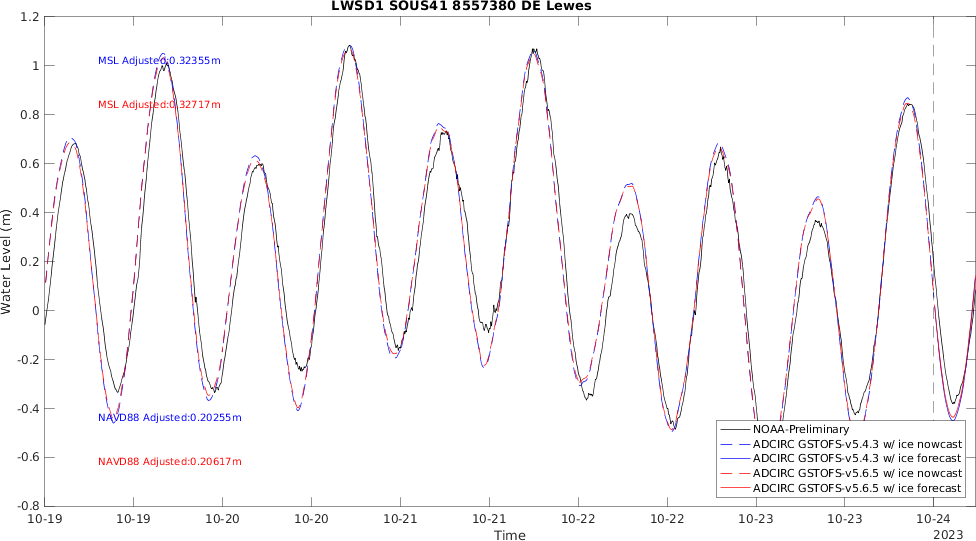 LWSD1 SOUS41 8557380 DE Lewes
1.2
1
0.8
0.6
0.4
0.2
0
-0.2
-0.4
-0.6
-0.8
Water Level (m)
MSL Adjusted:0.32355m
MSL Adjusted:0.32717m
NAVD88 Adjusted:0.20255m
NAVD88 Adjusted:0.20617m
NOAA-Preliminary
ADCIRC GSTOFS-v5.4.3 w/ ice nowcast
ADCIRC GSTOFS-v5.4.3 w/ ice forecast
ADCIRC GSTOFS-v5.6.5 w/ ice nowcast
ADCIRC GSTOFS-v5.6.5 w/ ice forecast
10-19 10-19 10-20 10-20 10-21 10-21 10-22 10-22 10-23 10-23 10-24
2023
Time